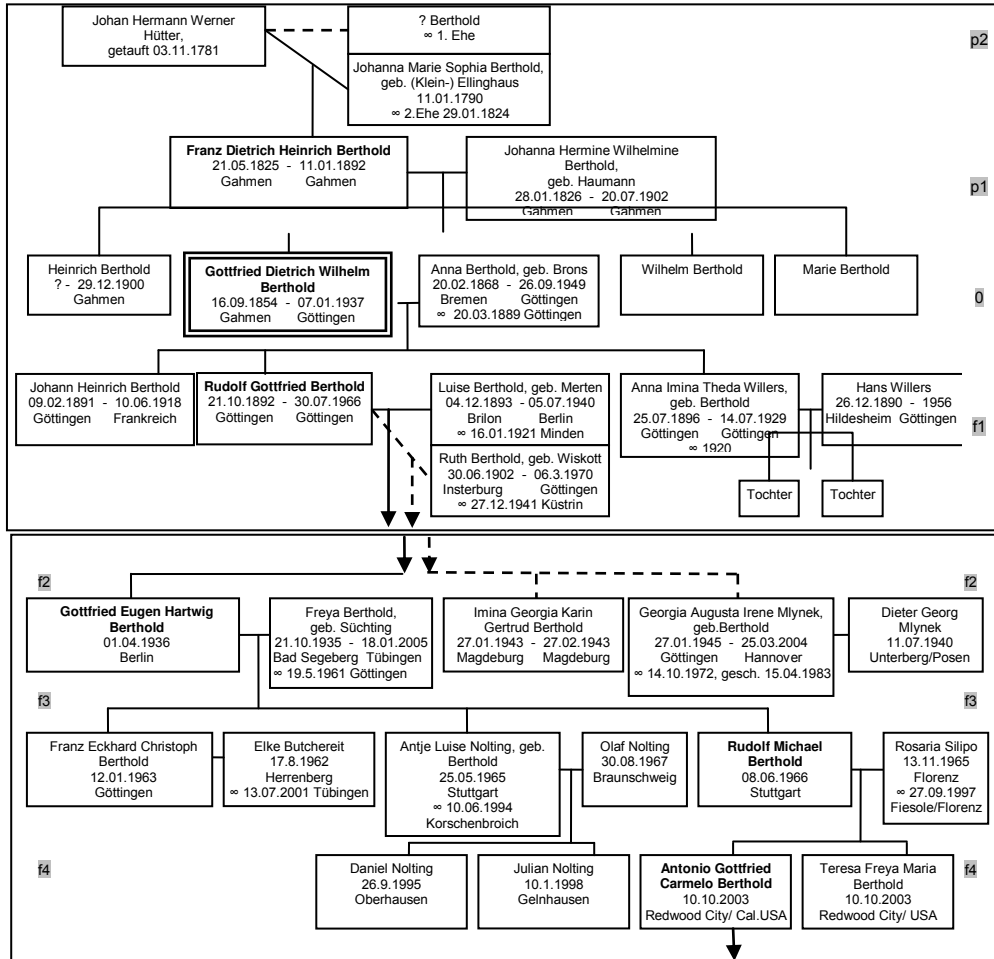 Johan Hermann Werner
Hütter,
getauft 03.11.1781
? Berthold
∞ 1. Ehe
p2
Johanna Marie Sophia Berthold,
geb. (Klein-) Ellinghaus
11.01.1790
∞ 2.Ehe 29.01.1824
Franz Dietrich Heinrich Berthold
21.05.1825 - 11.01.1892
Gahmen Gahmen
Johanna Hermine Wilhelmine
Berthold,
geb. Haumann
28.01.1826 - 20.07.1902
Gahmen Gahmen
p1
Heinrich Berthold
? - 29.12.1900
Gahmen
Gottfried Dietrich Wilhelm
Berthold
16.09.1854 - 07.01.1937
Gahmen Göttingen
Anna Berthold, geb. Brons
20.02.1868 - 26.09.1949
Bremen Göttingen
∞ 20.03.1889 Göttingen
Wilhelm Berthold
Marie Berthold
0
Johann Heinrich Berthold
09.02.1891 - 10.06.1918
Göttingen Frankreich
Rudolf Gottfried Berthold
21.10.1892 - 30.07.1966
Göttingen Göttingen
Luise Berthold, geb. Merten
04.12.1893 - 05.07.1940
Brilon Berlin
∞ 16.01.1921 Minden
Anna Imina Theda Willers,
geb. Berthold
25.07.1896 - 14.07.1929
Göttingen Göttingen
∞ 1920
Hans Willers
26.12.1890 - 1956
Hildesheim Göttingen
f1
Ruth Berthold, geb. Wiskott
30.06.1902 - 06.3.1970
Insterburg Göttingen
∞ 27.12.1941 Küstrin
Tochter
Tochter
f2
f2
Gottfried Eugen Hartwig
Berthold
01.04.1936
Berlin
Freya Berthold,
geb. Süchting
21.10.1935 - 18.01.2005
Bad Segeberg Tübingen
∞ 19.5.1961 Göttingen
Imina Georgia Karin
Gertrud Berthold
27.01.1943 - 27.02.1943
Magdeburg Magdeburg
Georgia Augusta Irene Mlynek,
geb.Berthold
27.01.1945 - 25.03.2004
Göttingen Hannover
∞ 14.10.1972, gesch. 15.04.1983
Dieter Georg
Mlynek
11.07.1940
Unterberg/Posen
f3
f3
Franz Eckhard Christoph
Berthold
12.01.1963
Göttingen
Elke Butchereit
17.8.1962
Herrenberg
∞ 13.07.2001 Tübingen
Antje Luise Nolting, geb.
Berthold
25.05.1965
Stuttgart
∞ 10.06.1994
Korschenbroich
Olaf Nolting
30.08.1967
Braunschweig
Rudolf Michael
Berthold
08.06.1966
Stuttgart
Rosaria Silipo
13.11.1965
Florenz
∞ 27.09.1997
Fiesole/Florenz
f4
Daniel Nolting
26.9.1995
Oberhausen
Julian Nolting
10.1.1998
Gelnhausen
Antonio Gottfried
Carmelo Berthold
10.10.2003
Redwood City/ Cal.USA
Teresa Freya Maria
Berthold
10.10.2003
Redwood City/ USA
f4